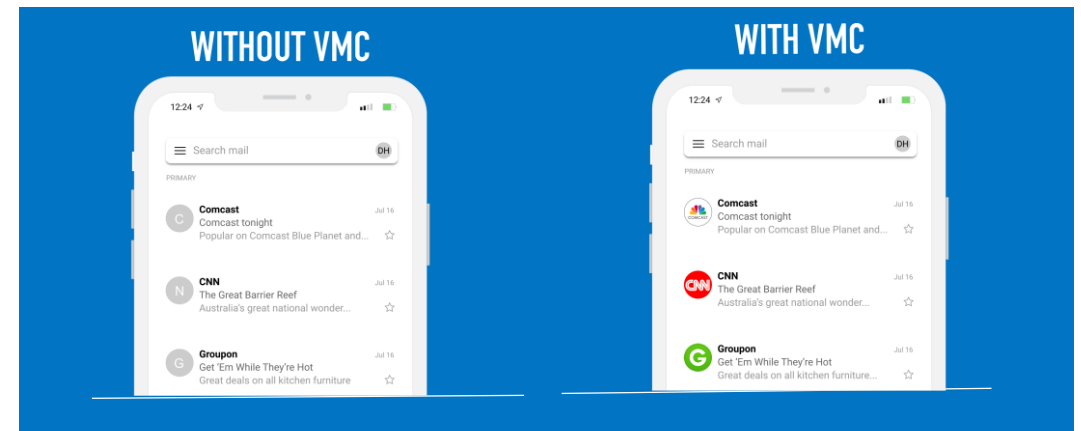 WITHOUT VMC
12:24
Search mail DH
PRIMARY
C Comcast Jul 16
Comcast tonight
Popular on Comcast Blue Planet and...
N CNN Jul 16
The Great Barrier Reef
Australia's great national wonder...
G Groupon Jul 16
Get 'Em While They're Hot
Great deals on all kitchen furniture
WITH VMC
12:24
Search mail DH
PRIMARY
COMCAST Comcast Jul 16
Comcast tonight
Popular on Comcast Blue Planet and...
CNN CNN Jul 16
The Great Barrier Reef
Australia's great national wonder...
G Groupon Jul 16
Get 'Em While They're Hot
Great deals on all kitchen furniture...